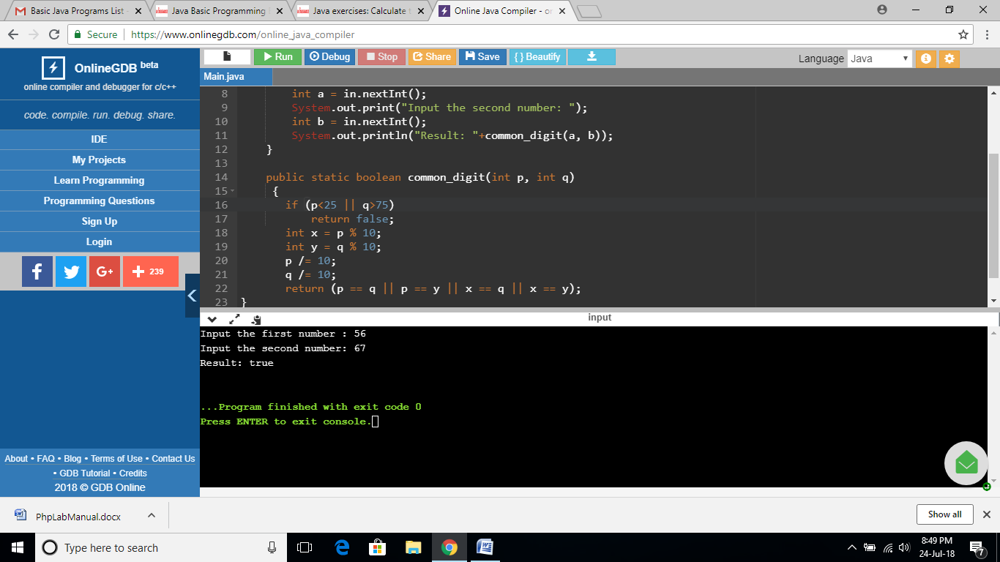 Basic Java Programs List -
Java Basic Programming
Java exercises: Calculate t
Online Java Compiler - or
Secure
https://www.onlinegdb.com/online_java_compiler
OnlineGDB beta
online compiler and debugger for c/c++
code. compile. run. debug. share.
IDE
My Projects
Learn Programming
Programming Questions
Sign Up
Login
f
G+
+ 239
About • FAQ • Blog • Terms of Use • Contact Us
• GDB Tutorial • Credits
2018 © GDB Online
Run
Debug
Stop
Share
Save
{ } Beautify
Language
Java
Main.java
8 int a = in.nextInt();
9 System.out.print("Input the second number: ");
10 int b = in.nextInt();
11 System.out.println("Result: "+common_digit(a, b));
12 }
13
14 public static boolean common_digit(int p, int q)
15 {
16 if (p<25 || q>75)
17 return false;
18 int x = p % 10;
19 int y = q % 10;
20 p /= 10;
21 q /= 10;
22 return (p == q || p == y || x == q || x == y);
23 }
input
Input the first number : 56
Input the second number: 67
Result: true
...Program finished with exit code 0
Press ENTER to exit console.
PhpLabManual.docx
Show all
Type here to search
8:49 PM
24-Jul-18
7